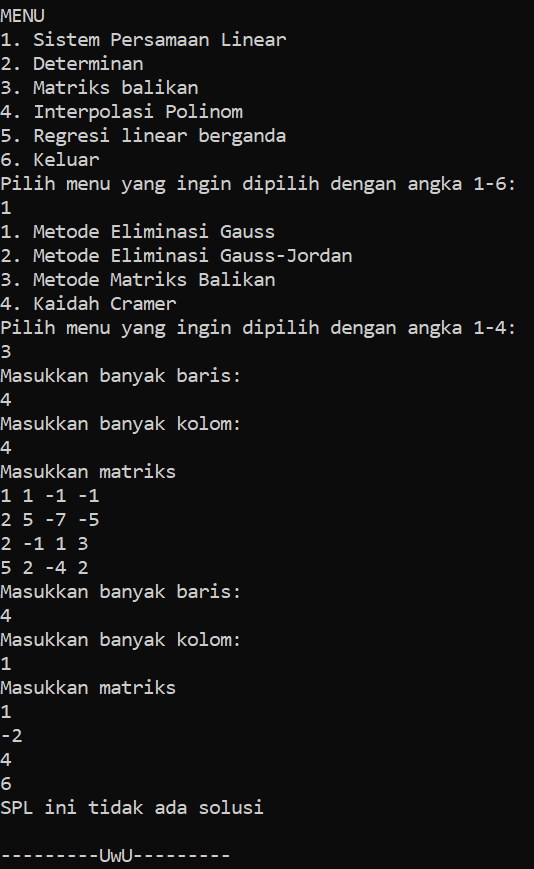 MENU
1. Sistem Persamaan Linear
2. Determinan
3. Matriks balikan
4. Interpolasi Polinom
5. Regresi linear berganda
6. Keluar
Pilih menu yang ingin dipilih dengan angka 1-6:
1
1. Metode Eliminasi Gauss
2. Metode Eliminasi Gauss-Jordan
3. Metode Matriks Balikan
4. Kaidah Cramer
Pilih menu yang ingin dipilih dengan angka 1-4:
3
Masukkan banyak baris:
4
Masukkan banyak kolom:
4
Masukkan matriks
1 1 -1 -1
2 5 -7 -5
2 -1 1 3
5 2 -4 2
Masukkan banyak baris:
4
Masukkan banyak kolom:
1
Masukkan matriks
1
-2
4
6
SPL ini tidak ada solusi
---------UwU---------